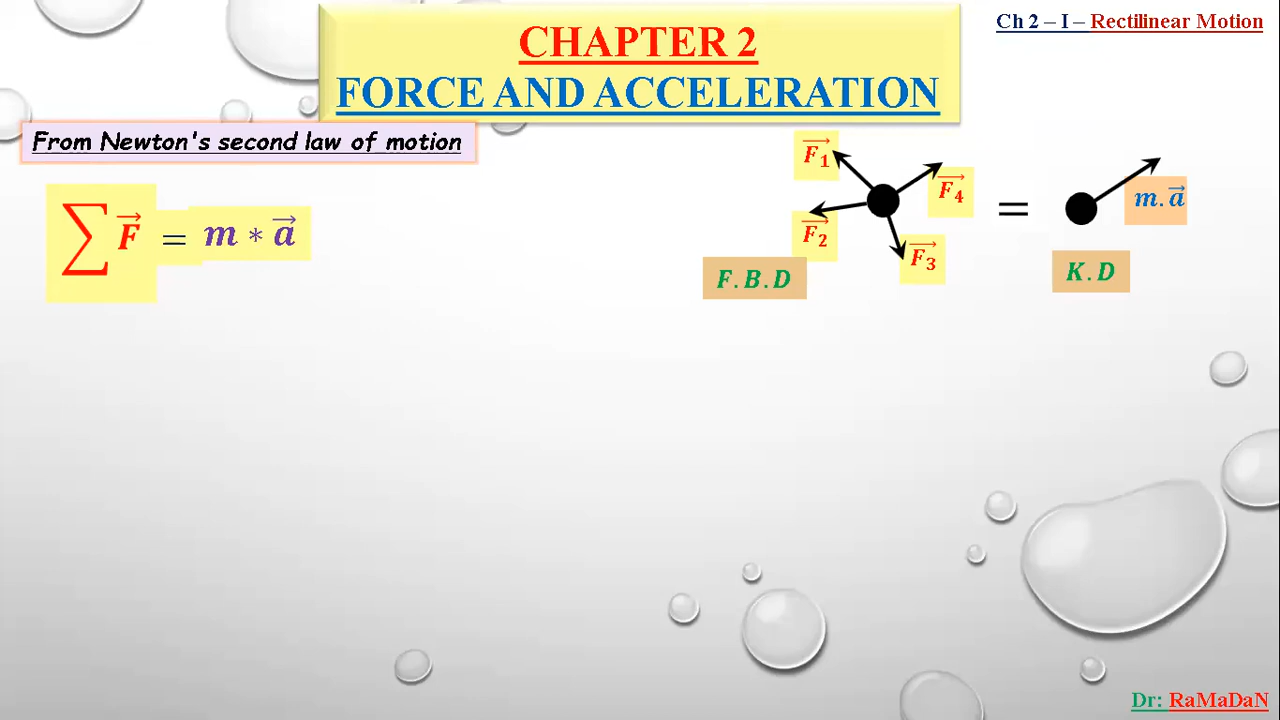 Ch 2 – I – Rectilinear Motion
CHAPTER 2
FORCE AND ACCELERATION
From Newton's second law of motion
∑ F⃗ = m ∗ a⃗
F⃗₁
F⃗₂
F⃗₃
F⃗₄
=
m.a⃗
F.B.D
K.D
Dr: RaMaDaN